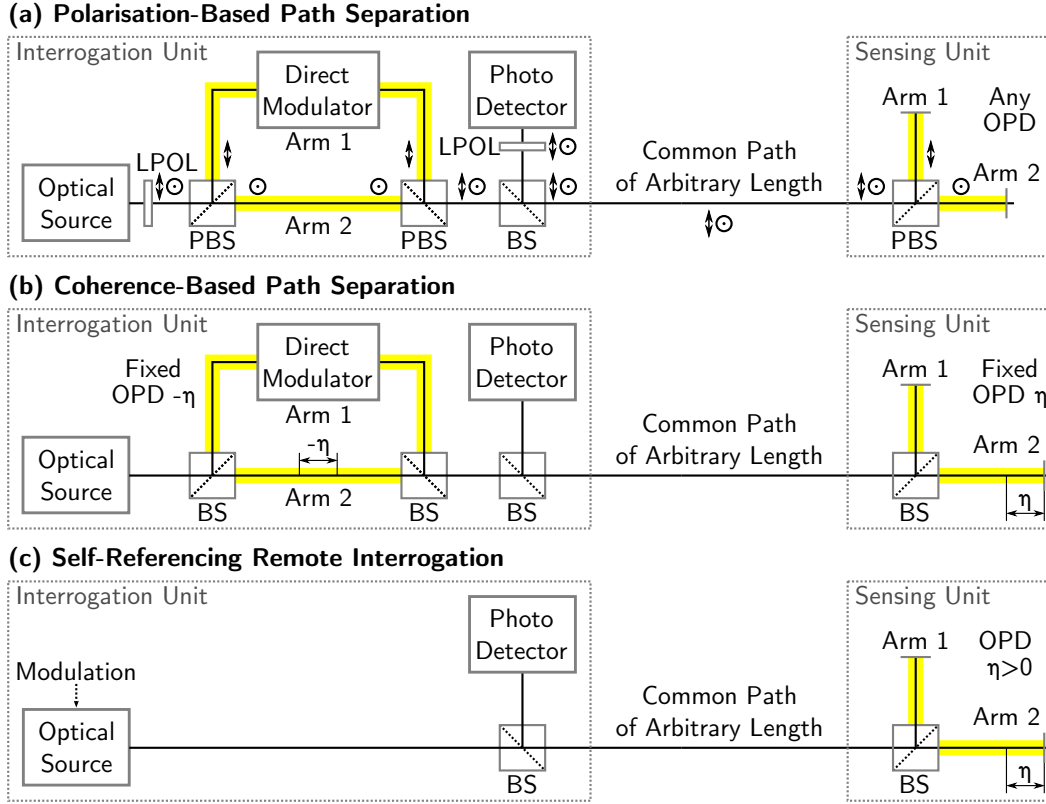 (a) Polarisation-Based Path Separation
Interrogation Unit
Sensing Unit
Direct
Modulator
Photo
Detector
Arm 1
Any
OPD
Arm 1
LPOL
LPOL
Common Path
of Arbitrary Length
Arm 2
Optical
Source
Arm 2
PBS
PBS
BS
PBS
(b) Coherence-Based Path Separation
Interrogation Unit
Sensing Unit
Direct
Modulator
Photo
Detector
Fixed
OPD -η
Arm 1
Fixed
OPD η
Arm 1
Common Path
of Arbitrary Length
-η
Arm 2
Optical
Source
Arm 2
η
BS
BS
BS
BS
(c) Self-Referencing Remote Interrogation
Interrogation Unit
Sensing Unit
Photo
Detector
Arm 1
OPD
η>0
Modulation
Common Path
of Arbitrary Length
Arm 2
Optical
Source
η
BS
BS